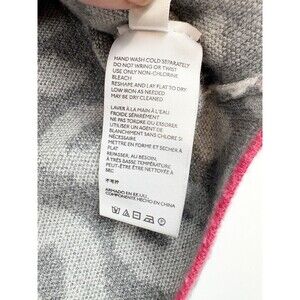 HAND WASH COLD SEPARATELY
DO NOT WRING OR TWIST
USE ONLY NON-CHLORINE
BLEACH
RESHAPE AND LAY FLAT SO DRY
LOW IRON AS NEEDED
MAY BE DRY CLEANED
LAVER À LA MAIN À L'EAU
FROIDE SÉPARÉMENT
NE PAS TORDRE OU ESSORER
UTILISER UN AGENT DE
BLANCHIMENT SANS CHLORE SI
NÉCESSAIRE
METTRE EN FORME ET SÉCHER À
PLAT
REPASSER, AU BESOIN,
À TRÈS BASSE TEMPÉRATURE
PEUT ÊTRE NETTOYÉ À
SEC
ARMADO EN EE.UU.
COMPONENTE HECHO EN CHINA